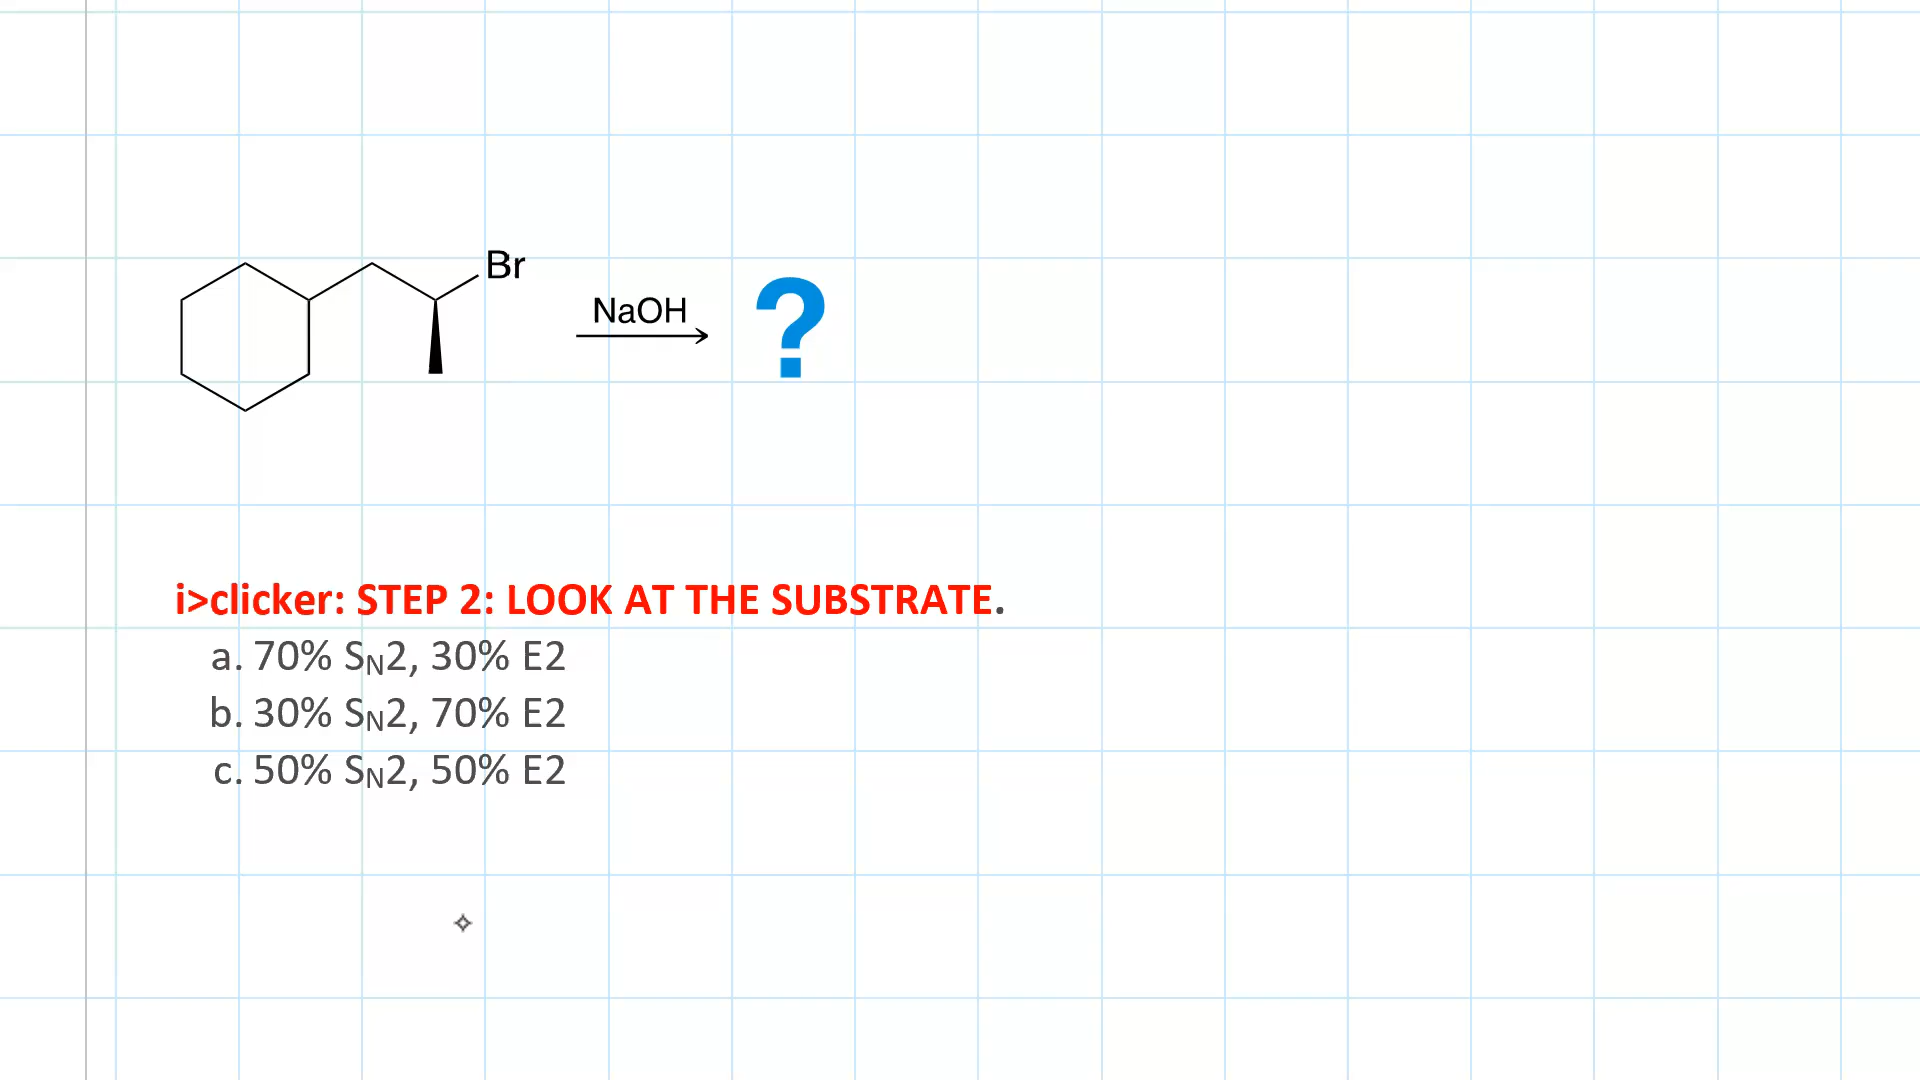 Br
NaOH
?
i>clicker: STEP 2: LOOK AT THE SUBSTRATE.
a. 70% SN2, 30% E2
b. 30% SN2, 70% E2
c. 50% SN2, 50% E2